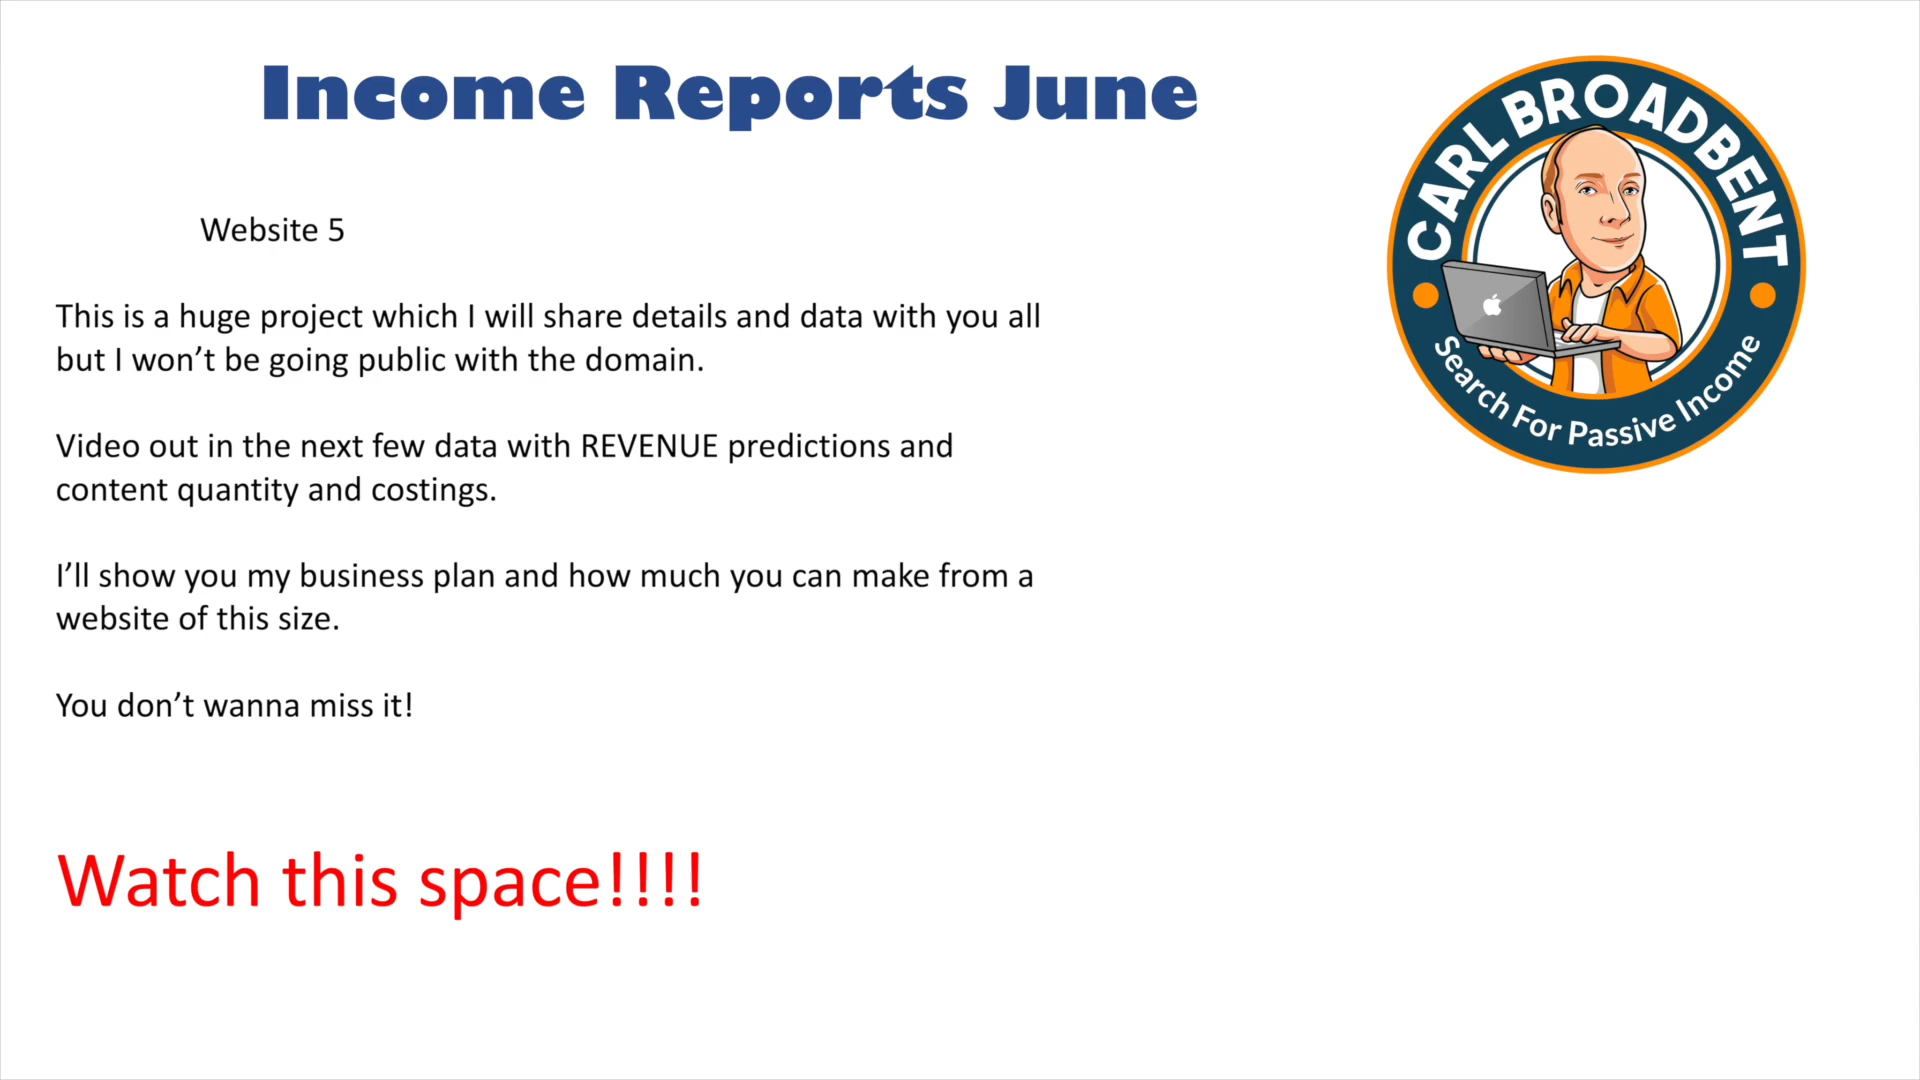 Income Reports June
CARL BROADBENT
Search For Passive Income
Website 5
This is a huge project which I will share details and data with you all
but I won’t be going public with the domain.
Video out in the next few data with REVENUE predictions and
content quantity and costings.
I’ll show you my business plan and how much you can make from a
website of this size.
You don’t wanna miss it!
Watch this space!!!!